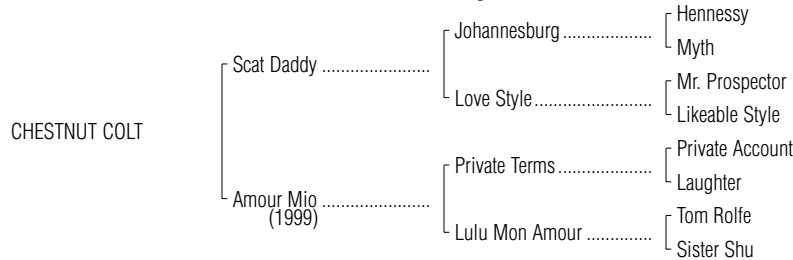 Hennessy
Johannesburg ....................
Myth
Scat Daddy ........................
Mr. Prospector
Love Style ..........................
Likeable Style
CHESTNUT COLT
Private Account
Private Terms .....................
Laughter
Amour Mio ........................
(1999)
Tom Rolfe
Lulu Mon Amour ..............
Sister Shu